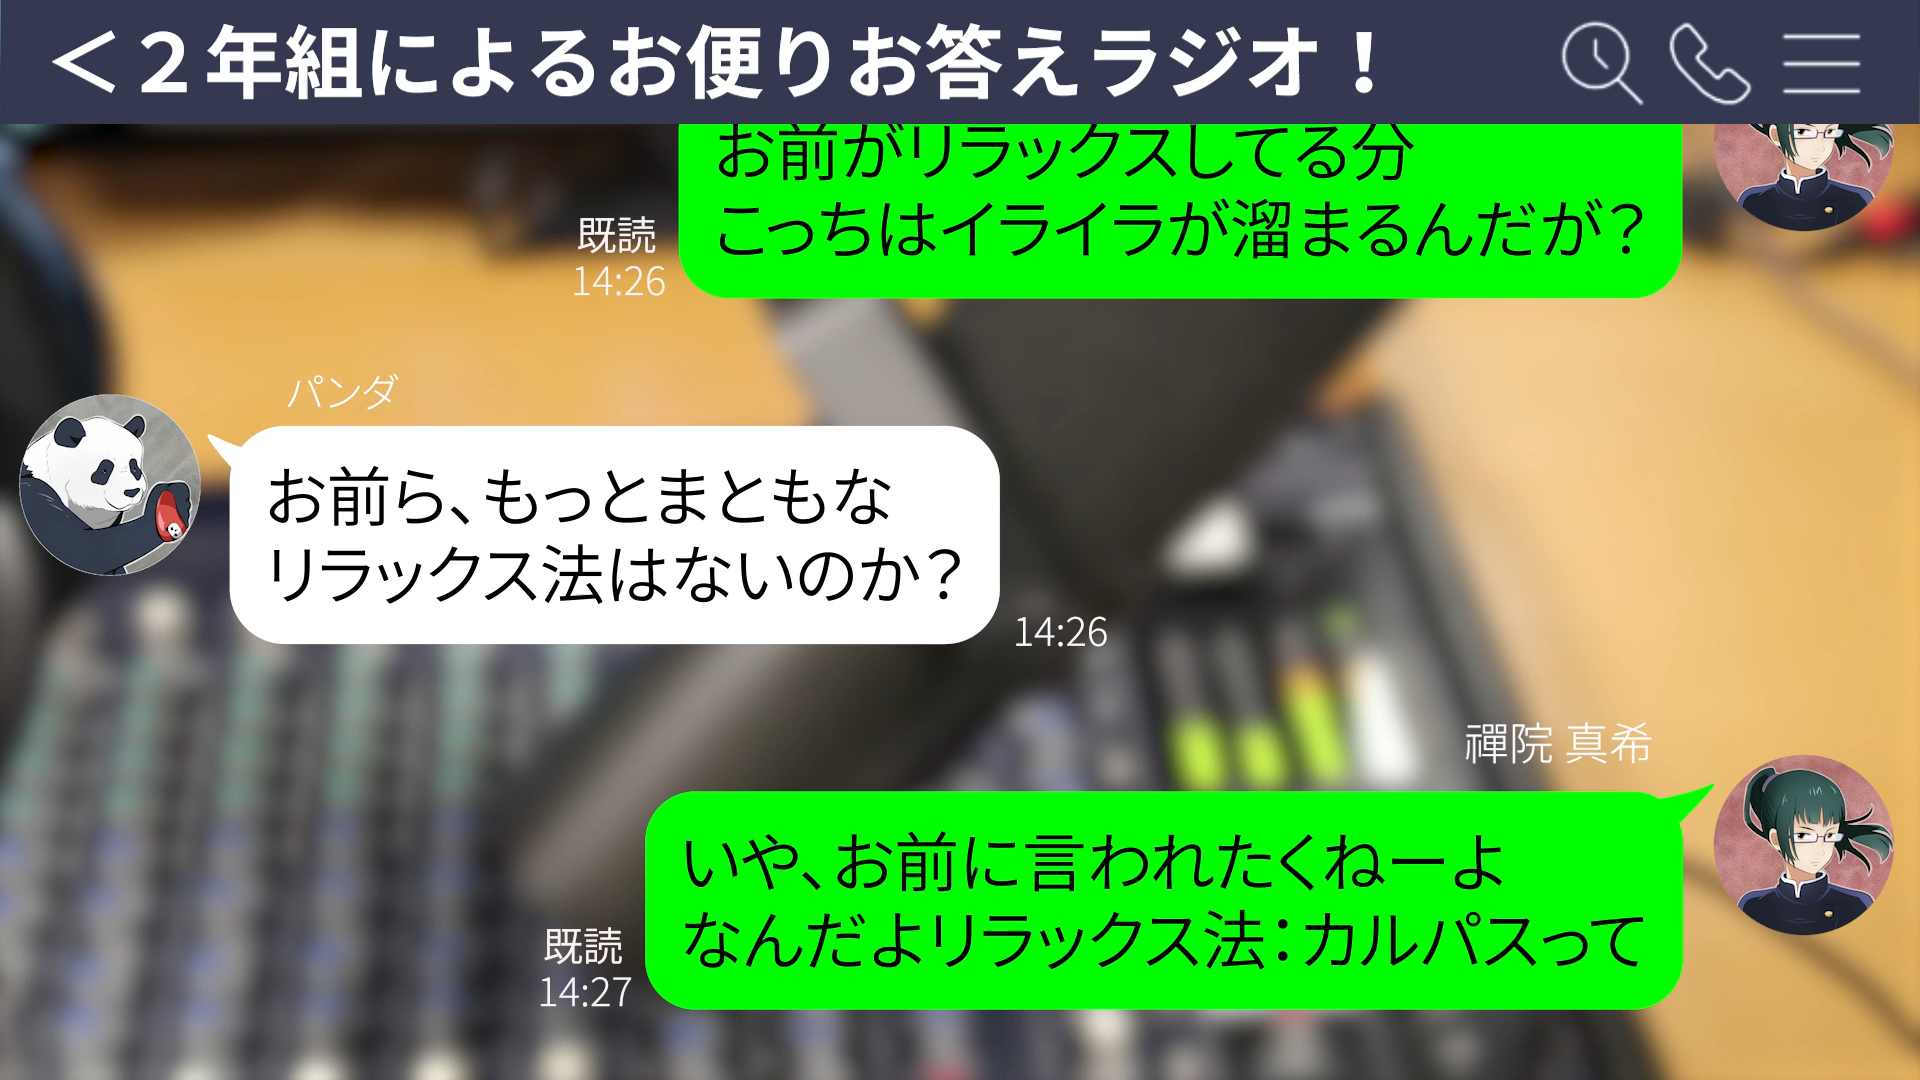 ＜２年組によるお便りお答えラジオ！
お前がリラックスしてる分
こっちはイライラが溜まるんだが？
既読
14:26
パンダ
お前ら、もっとまともな
リラックス法はないのか？
14:26
禪院 真希
いや、お前に言われたくねーよ
なんだよリラックス法：カルパスって
既読
14:27